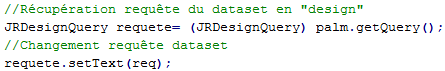 //Récupération requête du dataset en "design"
JRDesignQuery requete= (JRDesignQuery) palm.getQuery();
//Changement requête dataset
requete.setText(req);